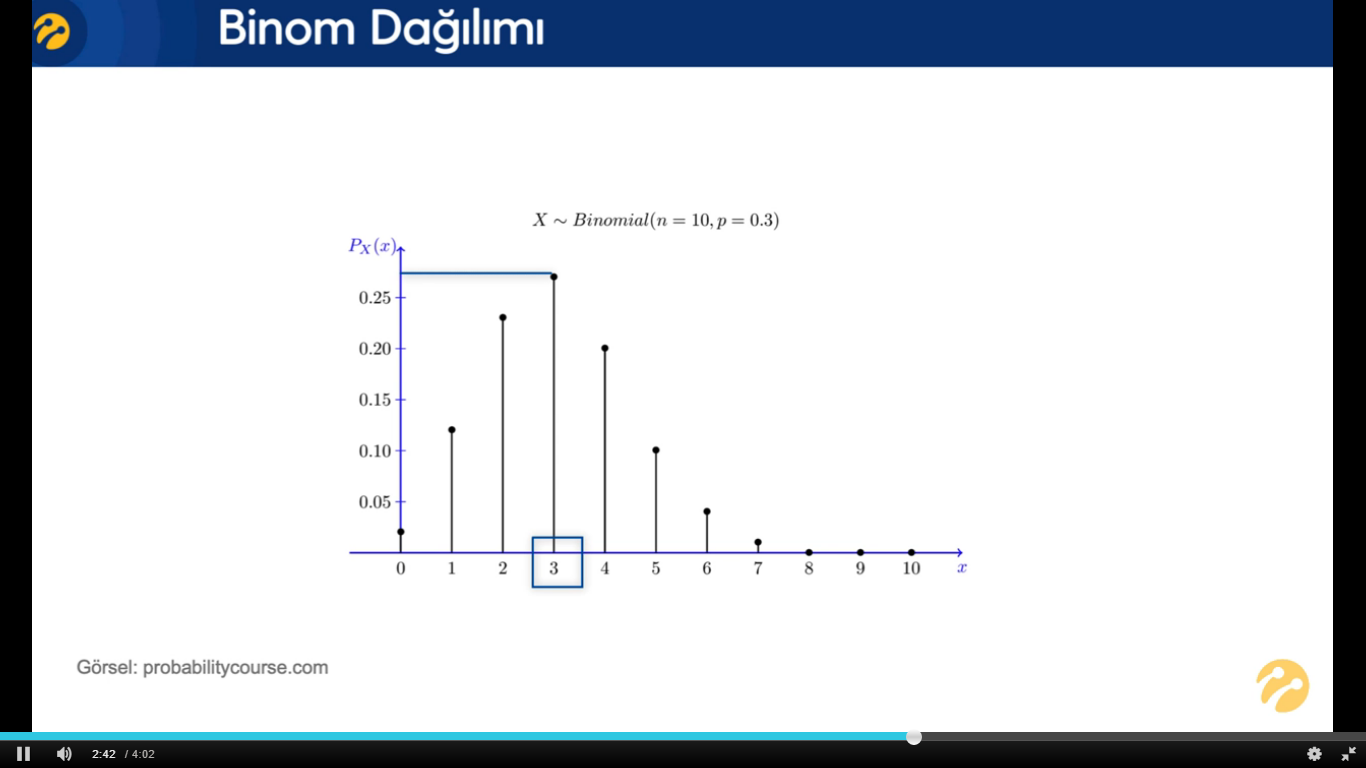 Binom Dağılımı
X ∼ Binomial(n = 10, p = 0.3)
P_X(x)
0.25
0.20
0.15
0.10
0.05
0 1 2 3 4 5 6 7 8 9 10 x
Görsel: probabilitycourse.com
2:42 / 4:02